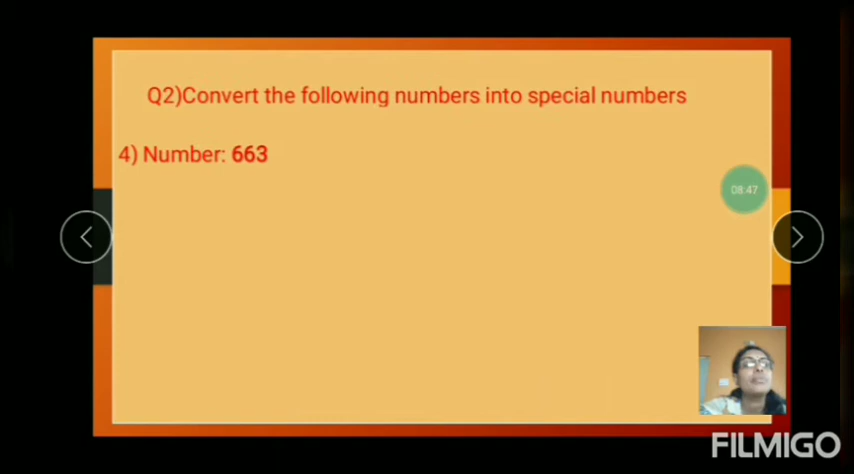 Q2)Convert the following numbers into special numbers
4) Number: 663
08:47
FILMIGO